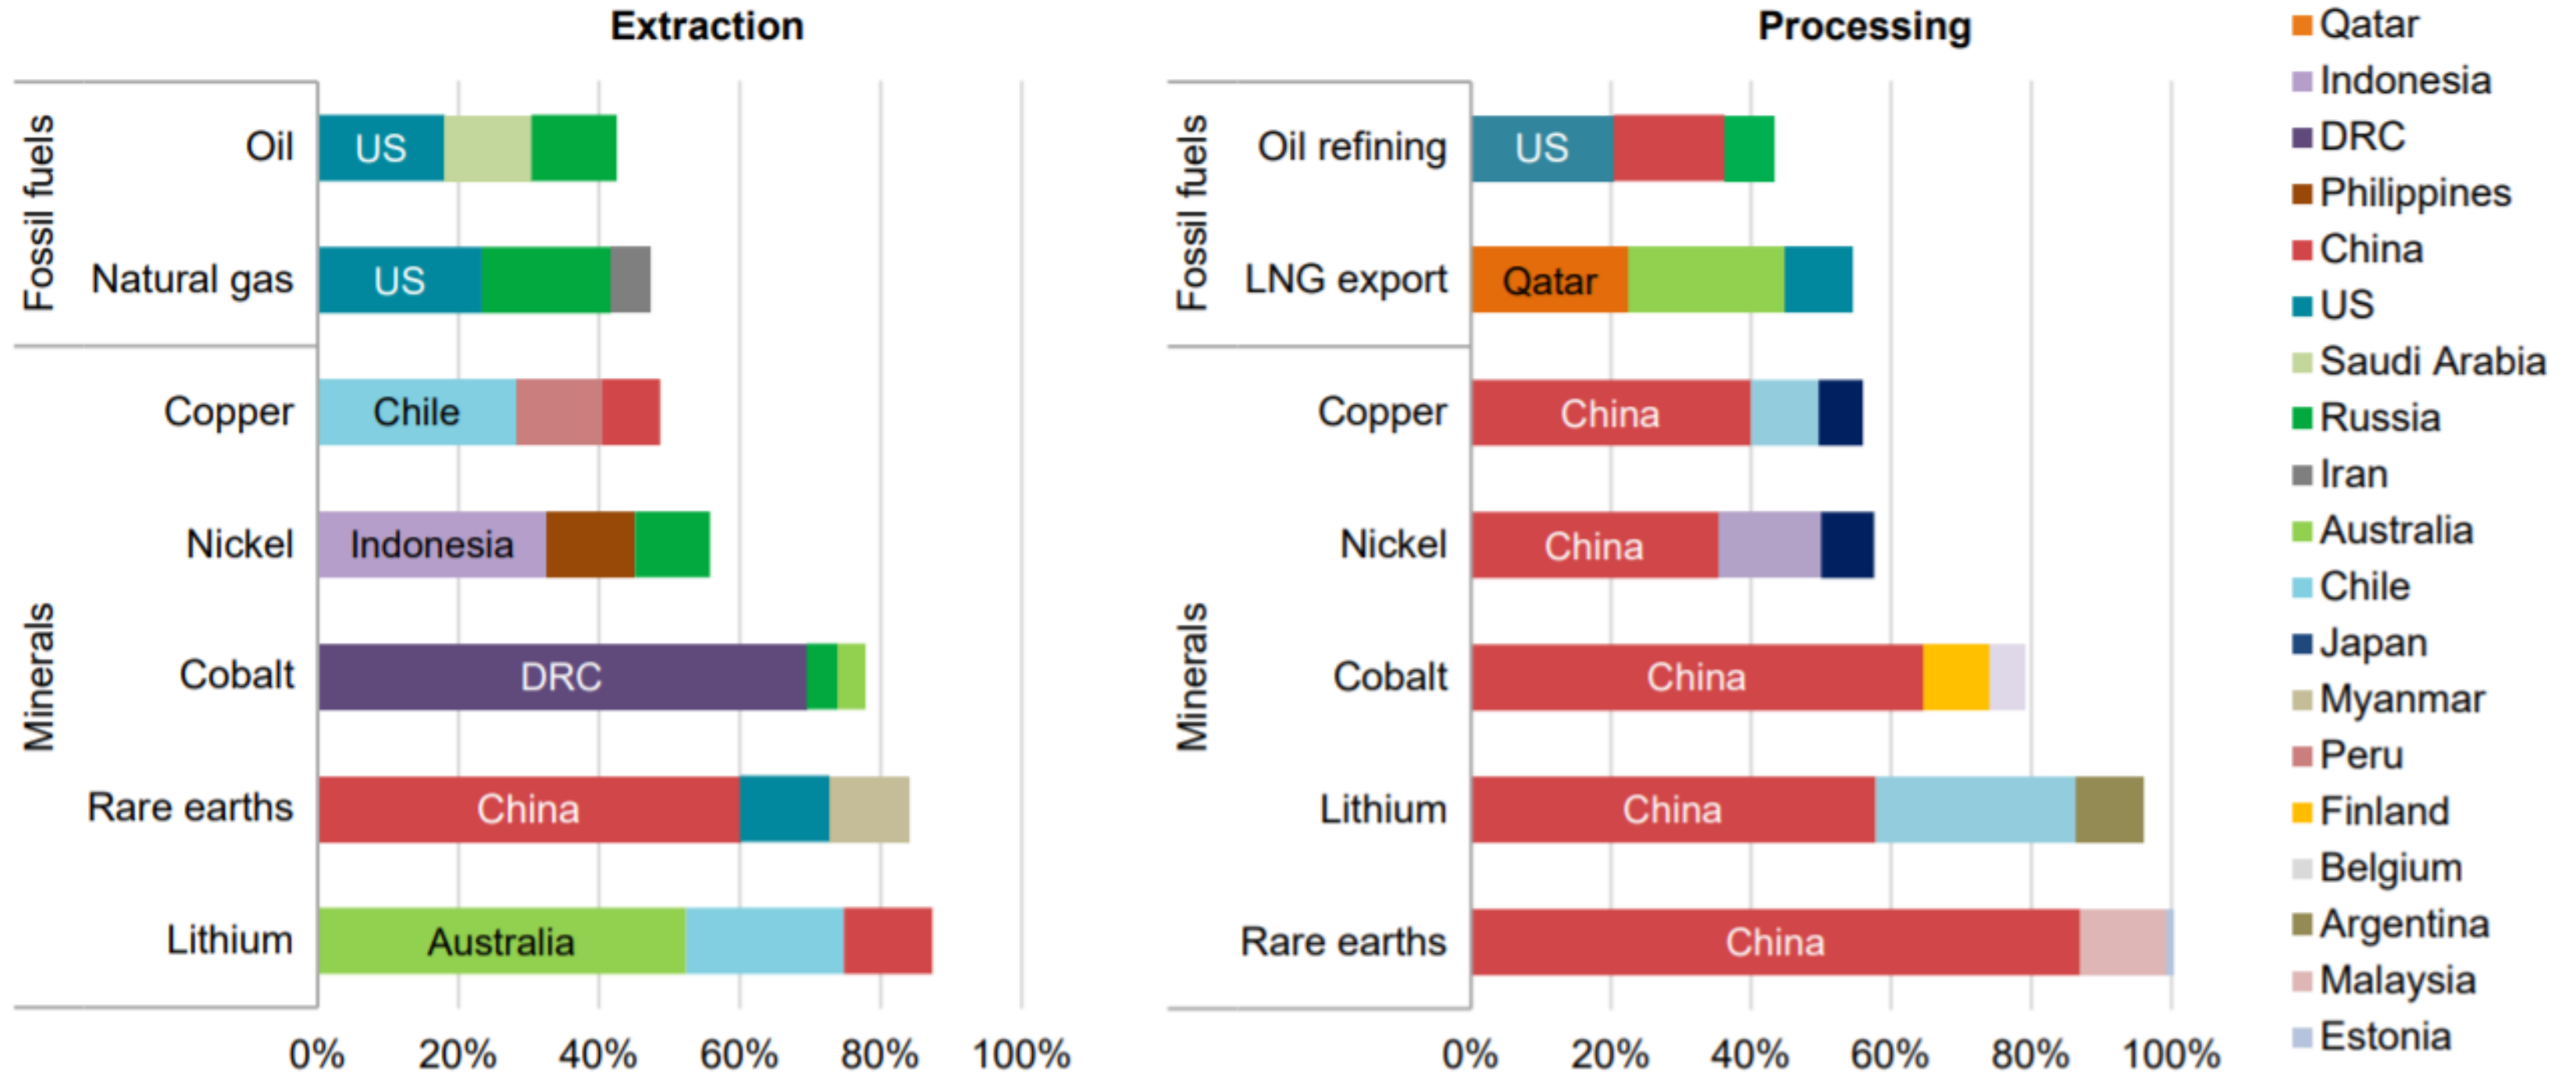 Extraction
Fossil fuels
Oil
US
Natural gas
US
Minerals
Copper
Chile
Nickel
Indonesia
Cobalt
DRC
Rare earths
China
Lithium
Australia
0% 20% 40% 60% 80% 100%
Processing
Fossil fuels
Oil refining
US
LNG export
Qatar
Minerals
Copper
China
Nickel
China
Cobalt
China
Lithium
China
Rare earths
China
0% 20% 40% 60% 80% 100%
Qatar
Indonesia
DRC
Philippines
China
US
Saudi Arabia
Russia
Iran
Australia
Chile
Japan
Myanmar
Peru
Finland
Belgium
Argentina
Malaysia
Estonia